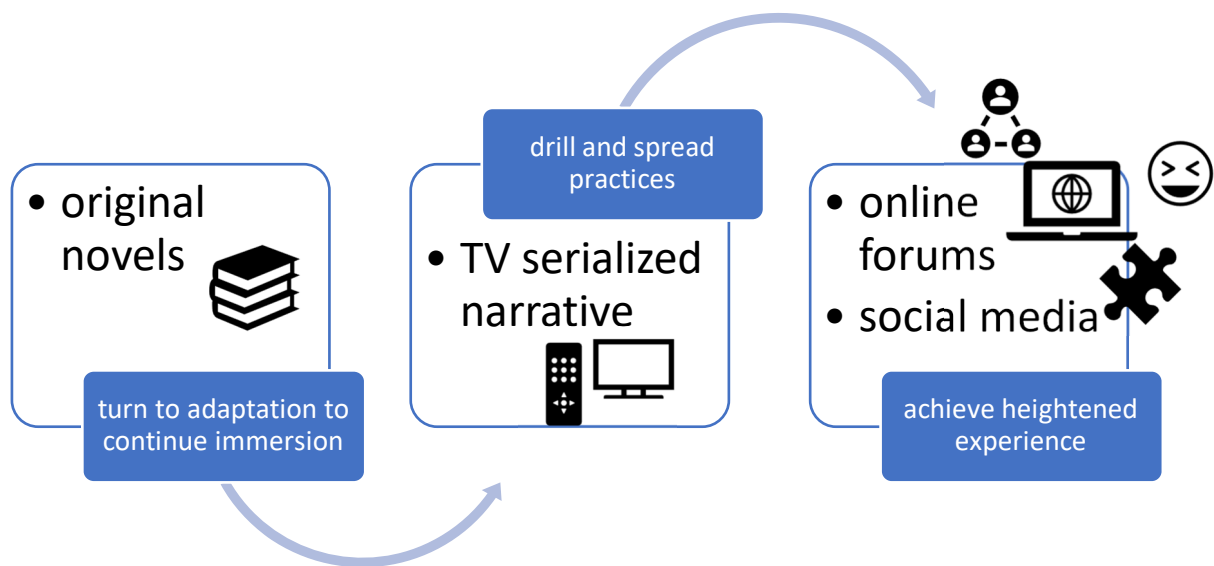 • original
novels
turn to adaptation to
continue immersion
drill and spread
practices
• TV serialized
narrative
• online
forums
• social media
achieve heightened
experience